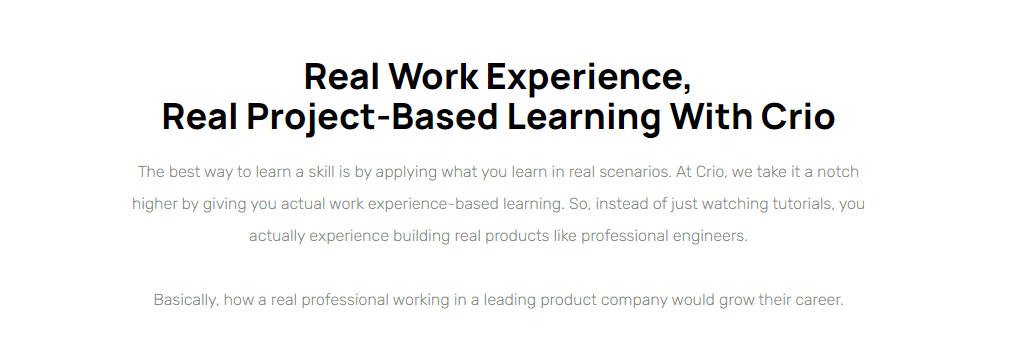 Real Work Experience,
Real Project-Based Learning With Crio
The best way to learn a skill is by applying what you learn in real scenarios. At Crio, we take it a notch
higher by giving you actual work experience-based learning. So, instead of just watching tutorials, you
actually experience building real products like professional engineers.
Basically, how a real professional working in a leading product company would grow their career.